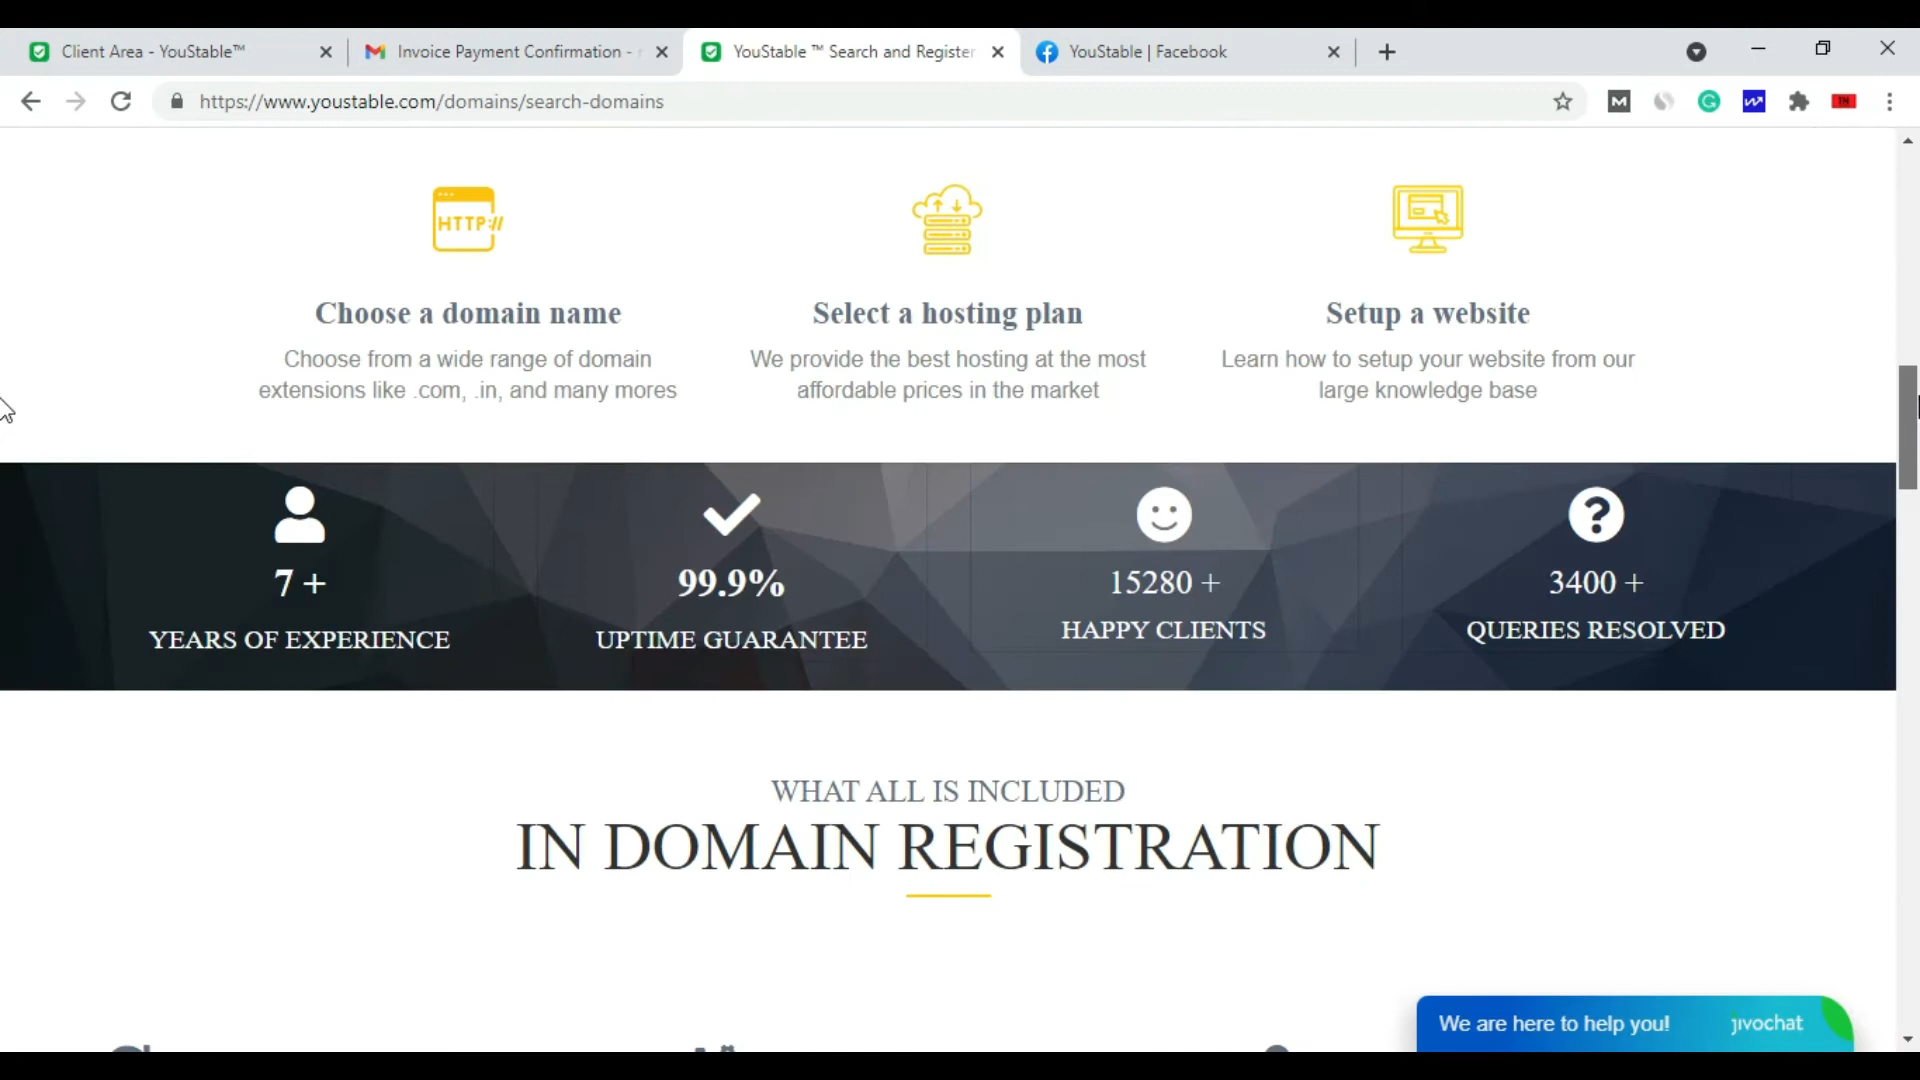 Client Area - YouStable™
Invoice Payment Confirmation -
YouStable ™ Search and Register
YouStable | Facebook
https://www.youstable.com/domains/search-domains
HTTP://
Choose a domain name
Select a hosting plan
Setup a website
Choose from a wide range of domain
extensions like .com, .in, and many mores
We provide the best hosting at the most
affordable prices in the market
Learn how to setup your website from our
large knowledge base
7 +
99.9%
15280 +
3400 +
YEARS OF EXPERIENCE
UPTIME GUARANTEE
HAPPY CLIENTS
QUERIES RESOLVED
WHAT ALL IS INCLUDED
IN DOMAIN REGISTRATION
We are here to help you!
jivochat